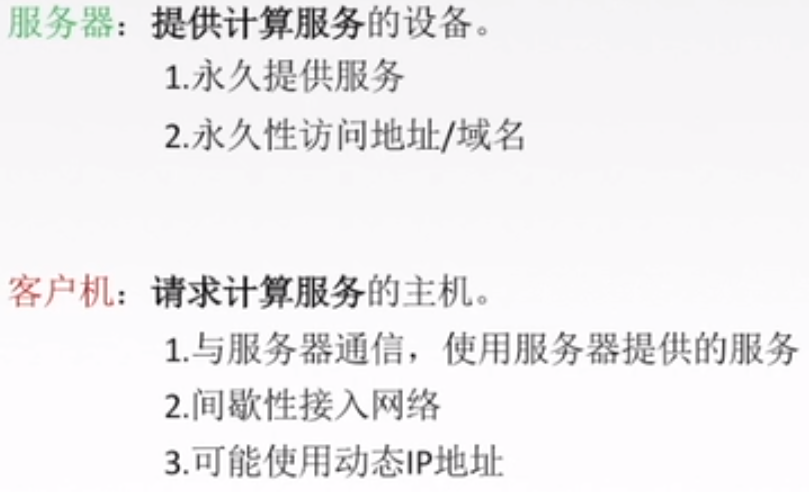 服务器：提供计算服务的设备。
1.永久提供服务
2.永久性访问地址/域名
客户机：请求计算服务的主机。
1.与服务器通信，使用服务器提供的服务
2.间歇性接入网络
3.可能使用动态IP地址